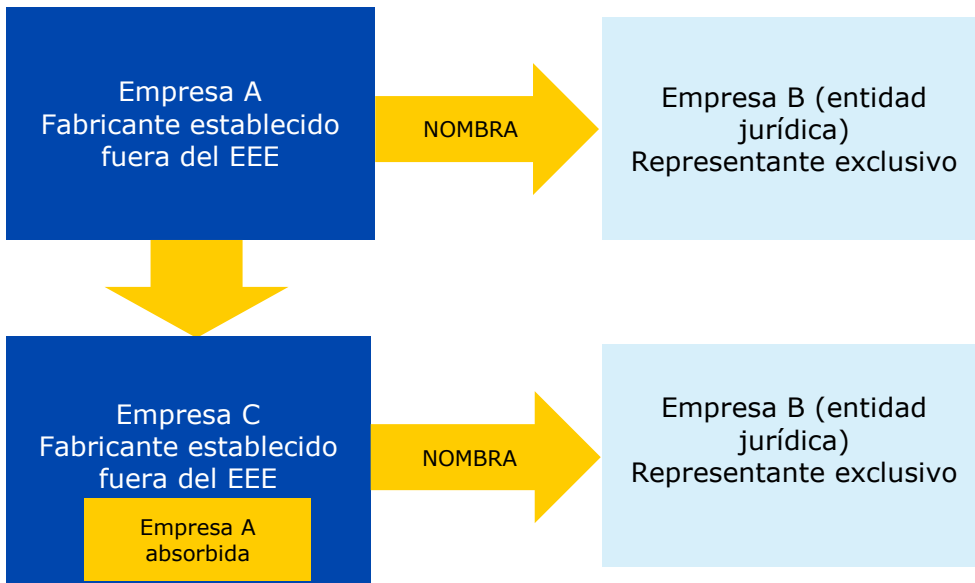 Empresa A
Fabricante establecido
fuera del EEE
NOMBRA
Empresa B (entidad
jurídica)
Representante exclusivo
Empresa C
Fabricante establecido
fuera del EEE
Empresa A
absorbida
NOMBRA
Empresa B (entidad
jurídica)
Representante exclusivo